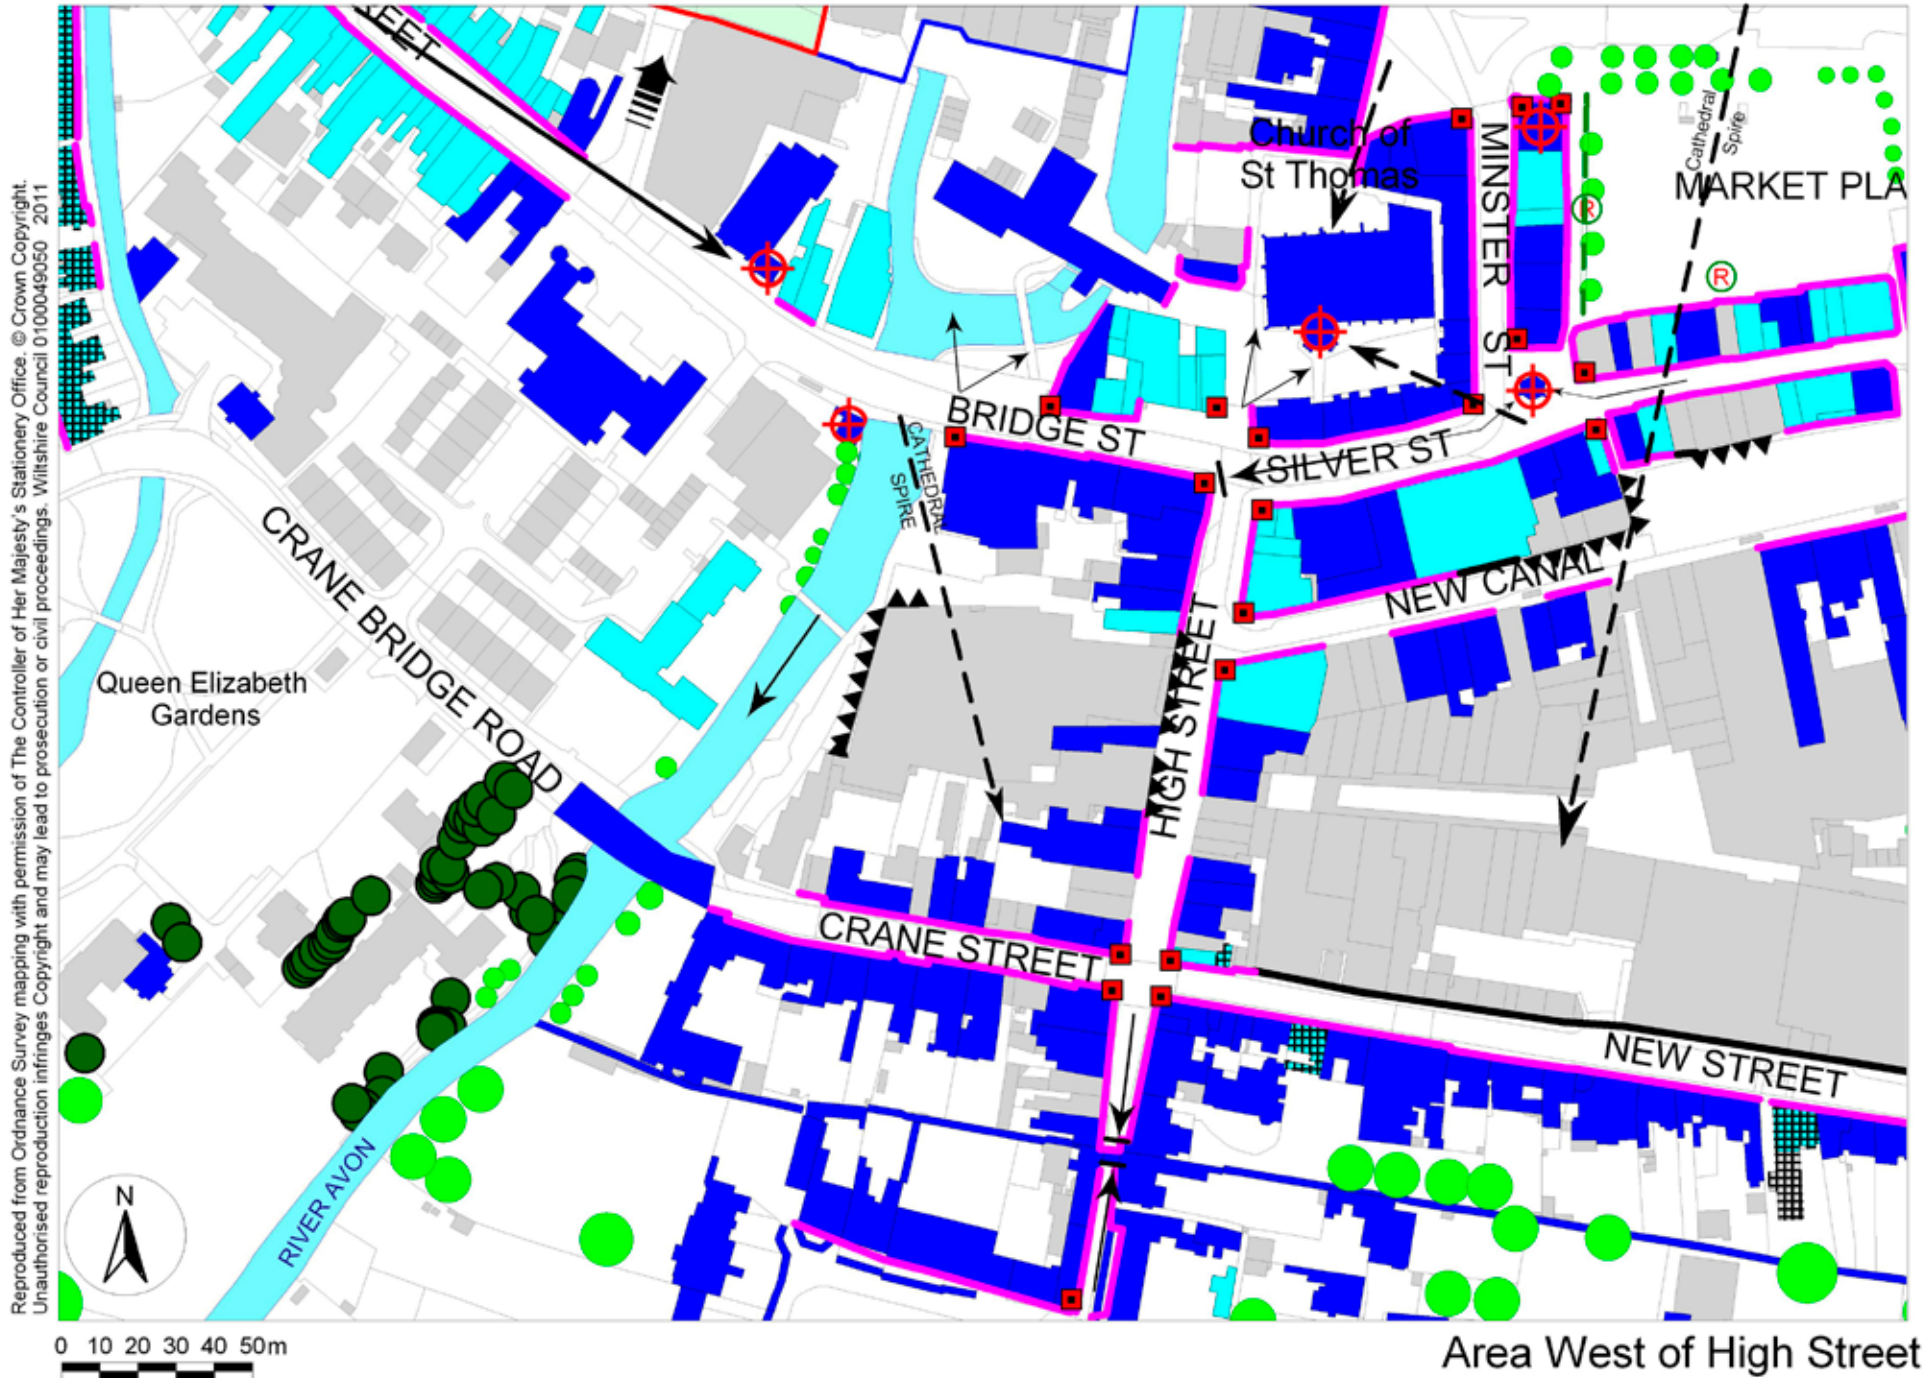 REET
Church of
St Thomas
MINSTER ST
Cathedral
Spire
MARKET PLA
R
R
BRIDGE ST
SILVER ST
CATHEDRAL
SPIRE
NEW CANAL
CRANE BRIDGE ROAD
HIGH STREET
Queen Elizabeth
Gardens
CRANE STREET
NEW STREET
RIVER AVON
N
0 10 20 30 40 50m
Area West of High Street
Reproduced from Ordnance Survey mapping with permission of The Controller of Her Majesty's Stationery Office. © Crown Copyright.
Unauthorised reproduction infringes Copyright and may lead to prosecution or civil proceedings. Wiltshire Council 0100049050 2011